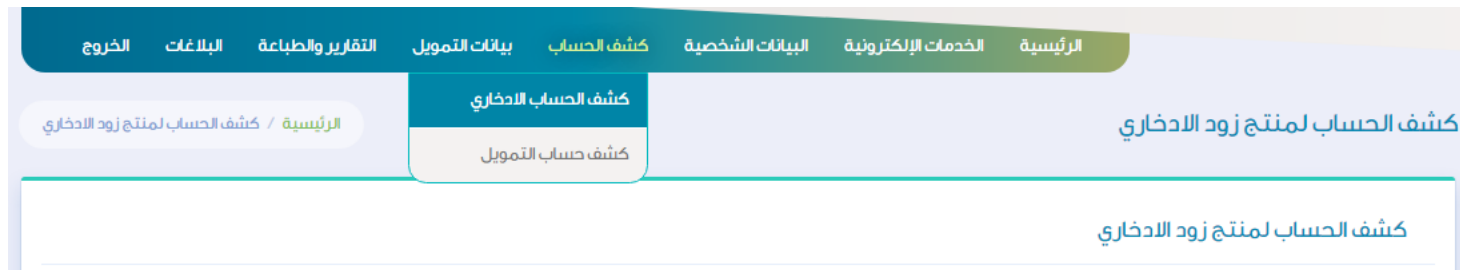 الرئيسية الخدمات الإلكترونية البيانات الشخصية كشف الحساب بيانات التمويل التقارير والطباعة البلاغات الخروج
كشف الحساب الادخاري
كشف حساب التمويل
كشف الحساب لمنتج زود الادخاري
الرئيسية / كشف الحساب لمنتج زود الادخاري
كشف الحساب لمنتج زود الادخاري